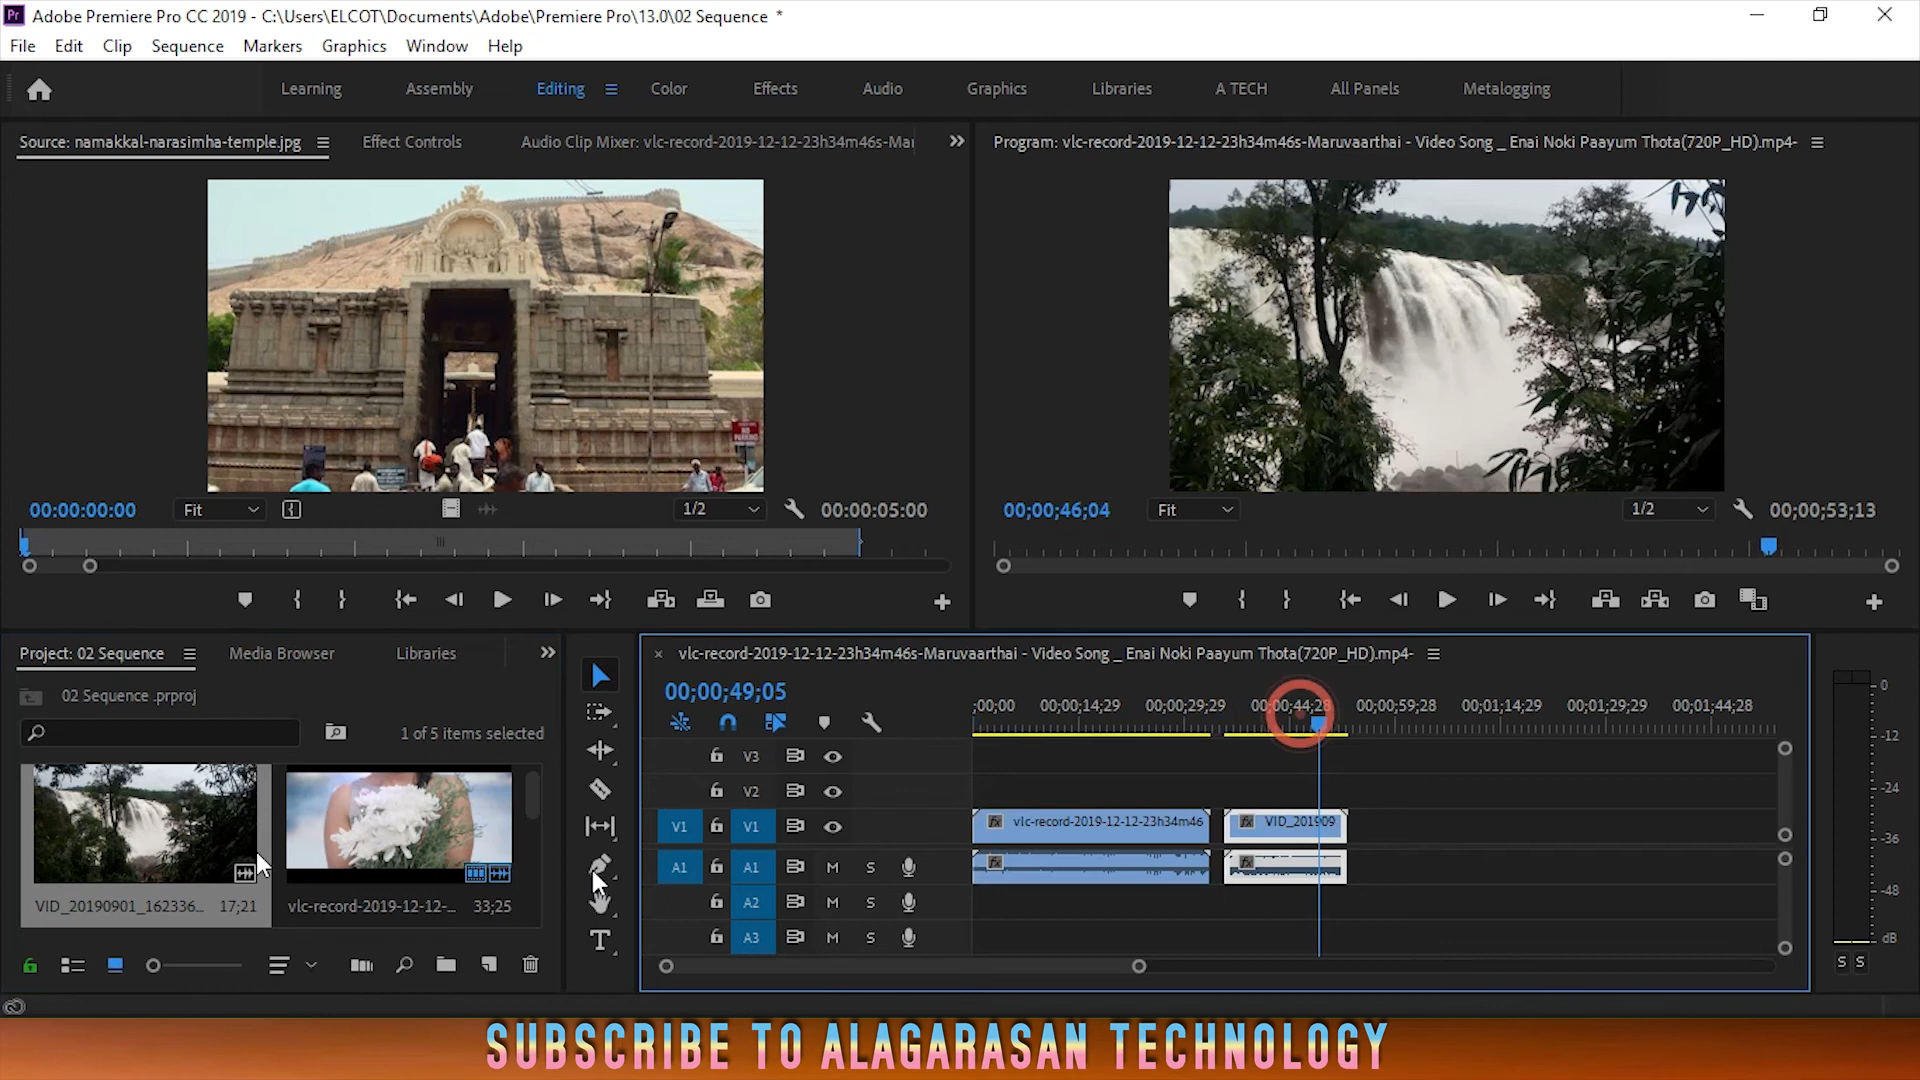 Pr Adobe Premiere Pro CC 2019 - C:\Users\ELCOT\Documents\Adobe\Premiere Pro\13.0\02 Sequence *
File Edit Clip Sequence Markers Graphics Window Help
Learning Assembly Editing Color Effects Audio Graphics Libraries A TECH All Panels Metalogging
Source: namakkal-narasimha-temple.jpg Effect Controls Audio Clip Mixer: vlc-record-2019-12-12-23h34m46s-Mar
Program: vlc-record-2019-12-12-23h34m46s-Maruvaarthai - Video Song _ Enai Noki Paayum Thota(720P_HD).mp4-
NO PARKING
00:00:00:00 Fit 1/2 00:00:05:00
00;00;46;04 Fit 1/2 00;00;53;13
Project: 02 Sequence Media Browser Libraries
02 Sequence .prproj
1 of 5 items selected
VID_20190901_162336... 17;21
vlc-record-2019-12-12-... 33;25
vlc-record-2019-12-12-23h34m46s-Maruvaarthai - Video Song _ Enai Noki Paayum Thota(720P_HD).mp4-
00;00;49;05
;00;00 00;00;14;29 00;00;29;29 00;00;44;28 00;00;59;28 00;01;14;29 00;01;29;29 00;01;44;28
V3
V2
V1 V1 fx vlc-record-2019-12-12-23h34m46 fx VID_201909
A1 A1 M S fx fx
A2 M S
A3 M S
T
0
-12
-24
-36
-48
dB
S S
SUBSCRIBE TO ALAGARASAN TECHNOLOGY